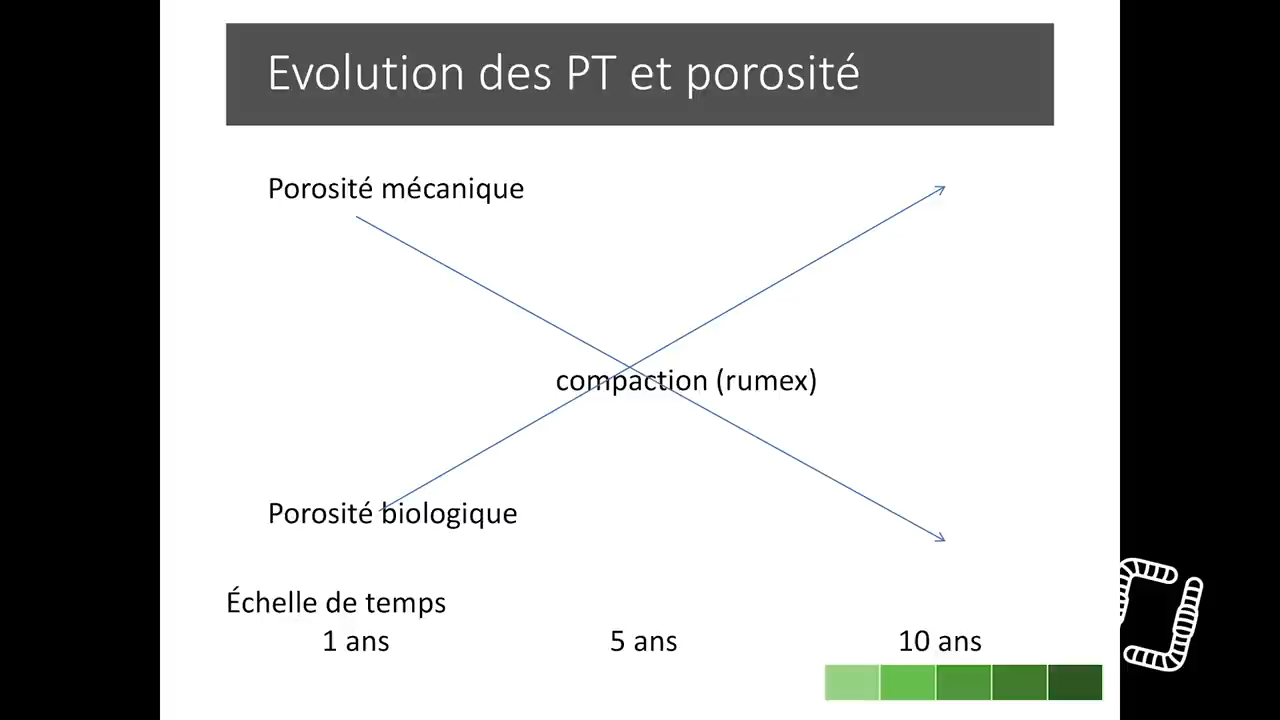 Evolution des PT et porosité
Porosité mécanique
compaction (rumex)
Porosité biologique
Échelle de temps
1 ans
5 ans
10 ans